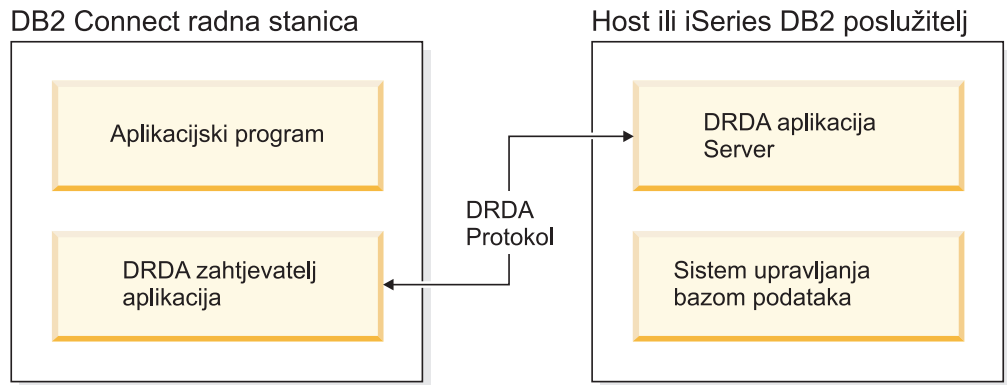 DB2 Connect radna stanica
Aplikacijski program
DRDA zahtjevatelj
aplikacija
DRDA
Protokol
Host ili iSeries DB2 poslužitelj
DRDA aplikacija
Server
Sistem upravljanja
bazom podataka